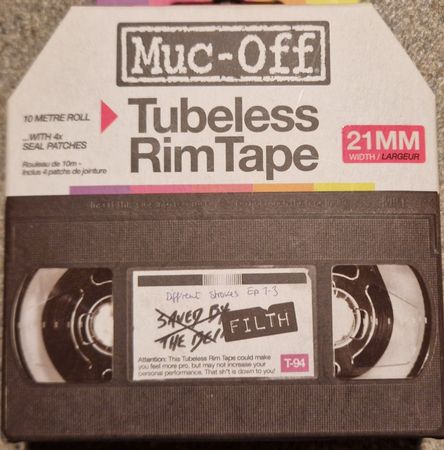 Muc-Off
10 METRE ROLL
...WITH 4x
SEAL PATCHES
Rouleau de 10m -
Inclus 4 patchs de jointure
Tubeless
Rim Tape
21MM
WIDTH / LARGEUR
Diffrent Strokes Ep 1-3
SAVED BY
THE BEL
FILTH
Attention: This Tubeless Rim Tape could make
you feel more pro, but may not increase your
personal performance. That sh*t is down to you!
T-94